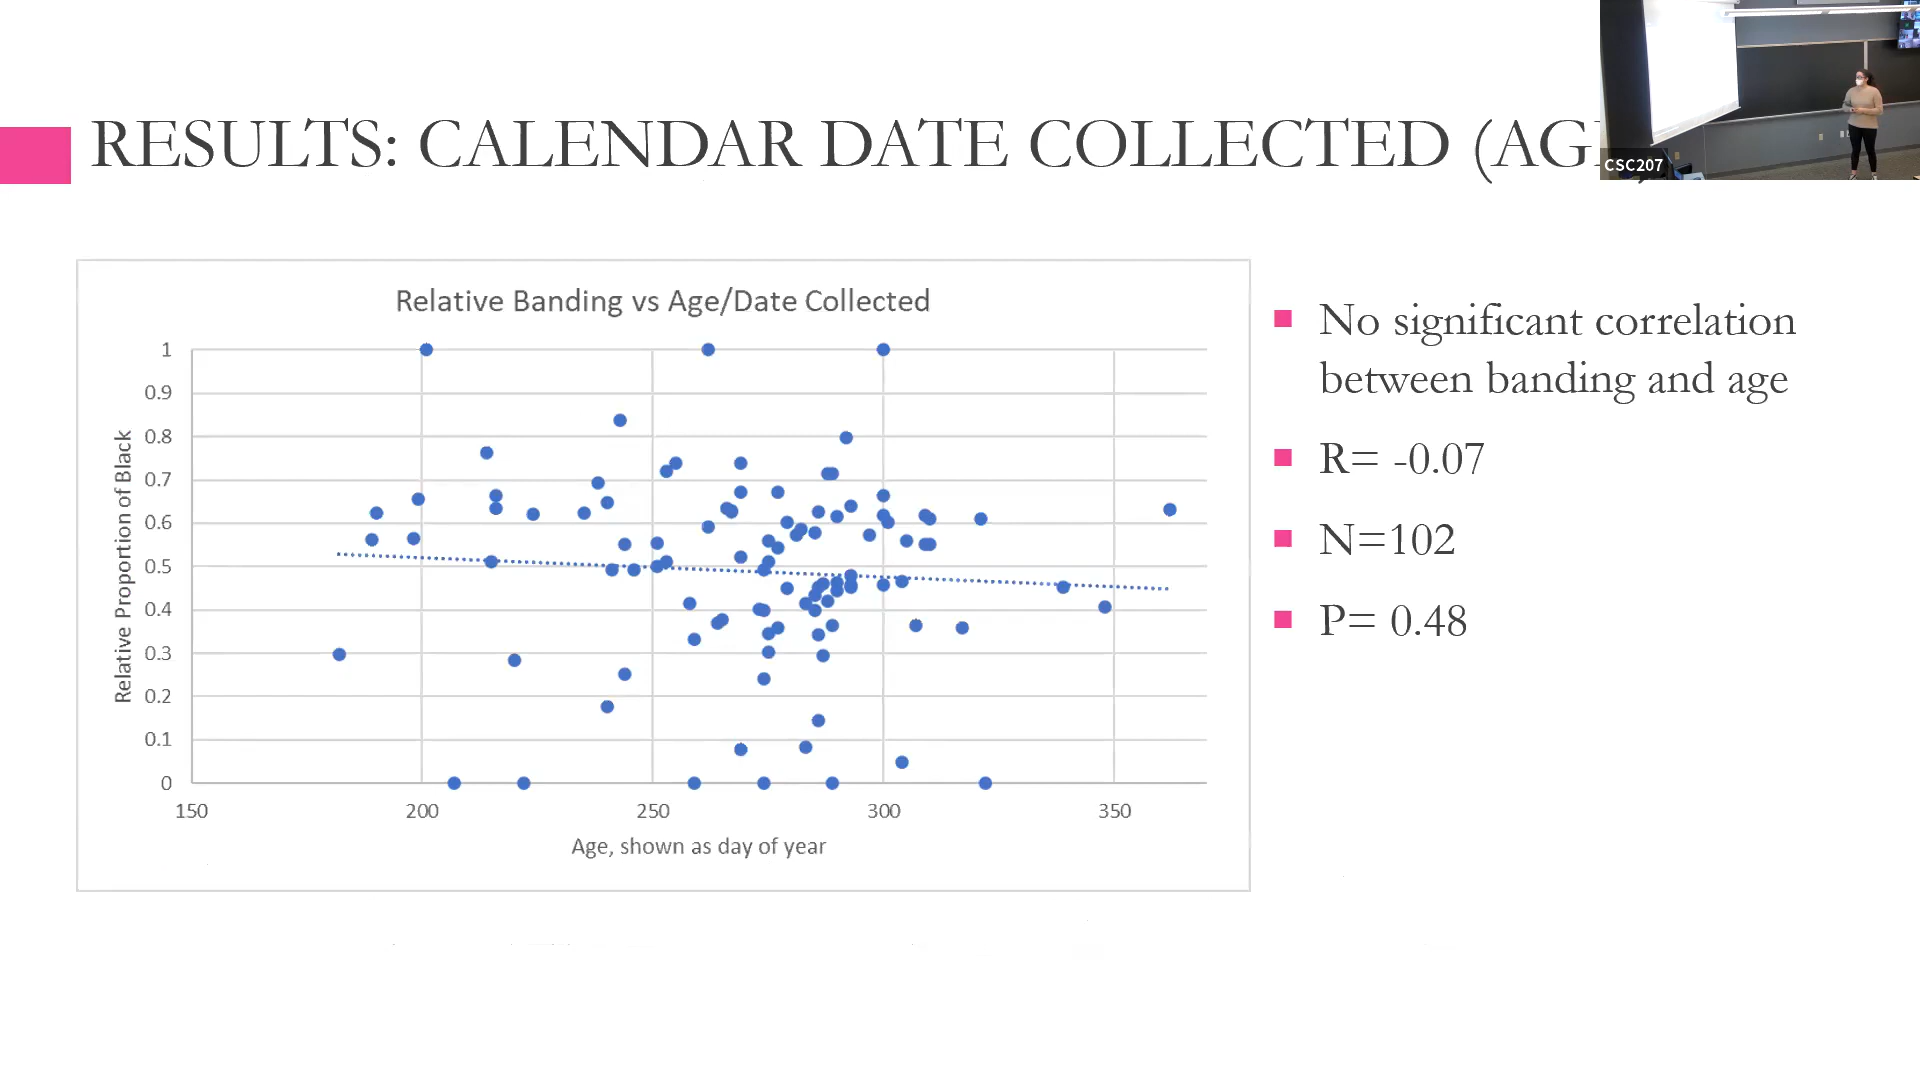 RESULTS: CALENDAR DATE COLLECTED
CSC207
Relative Banding vs Age/Date Collected
Relative Proportion of Black
1
0.9
0.8
0.7
0.6
0.5
0.4
0.3
0.2
0.1
0
150 200 250 300 350
Age, shown as day of year
No significant correlation
between banding and age
R= -0.07
N=102
P= 0.48